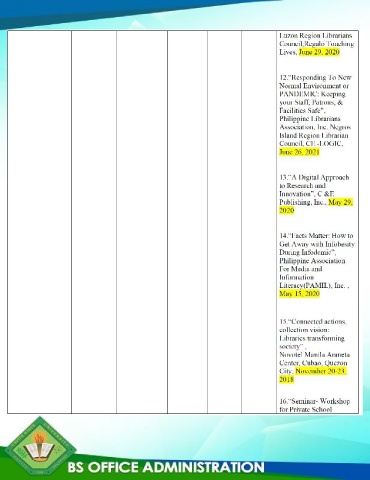 Luzon Region Librarians
Council,Regalo Touching
Lives, June 29, 2020
12."Responding To New
Normal Environment or
PANDEMIC: Keeping
your Staff, Patrons, &
Facilities Safe",
Philippine Librarians
Association, Inc. Negros
Island Region Librarian
Council, CE-LOGIC,
June 26, 2021
13."A Digital Approach
to Research and
Innovation", C &E
Publishing, Inc., May 29,
2020
14."Facts Matter: How to
Get Away with Infobesity
During Infodemic",
Philippine Association
For Media and
Information
Literacy(PAMIL), Inc. ,
May 15, 2020
15."Connected actions,
collection vision:
Libraries transforming
society" ,
Novotel Manila Araneta
Center, Cubao, Quezon
City, November 20-23,
2018
16."Seminar- Workshop
for Private School
BS OFFICE ADMINISTRATION